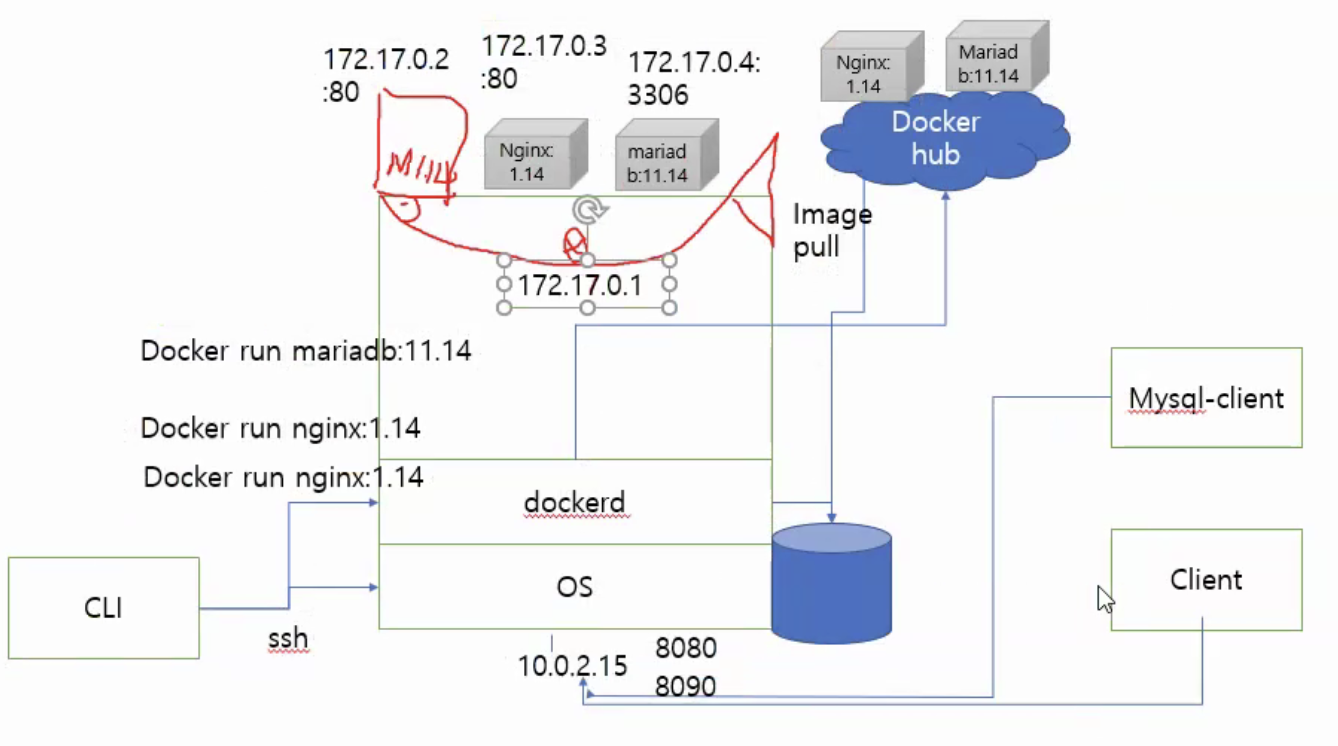 172.17.0.2
:80
172.17.0.3
:80
172.17.0.4:
3306
Nginx:
1.14
Mariad
b:11.14
Docker
hub
Nginx:
1.14
mariad
b:11.14
Image
pull
172.17.0.1
Docker run mariadb:11.14
Docker run nginx:1.14
Docker run nginx:1.14
Mysql-client
dockerd
OS
CLI
ssh
Client
10.0.2.15
8080
8090